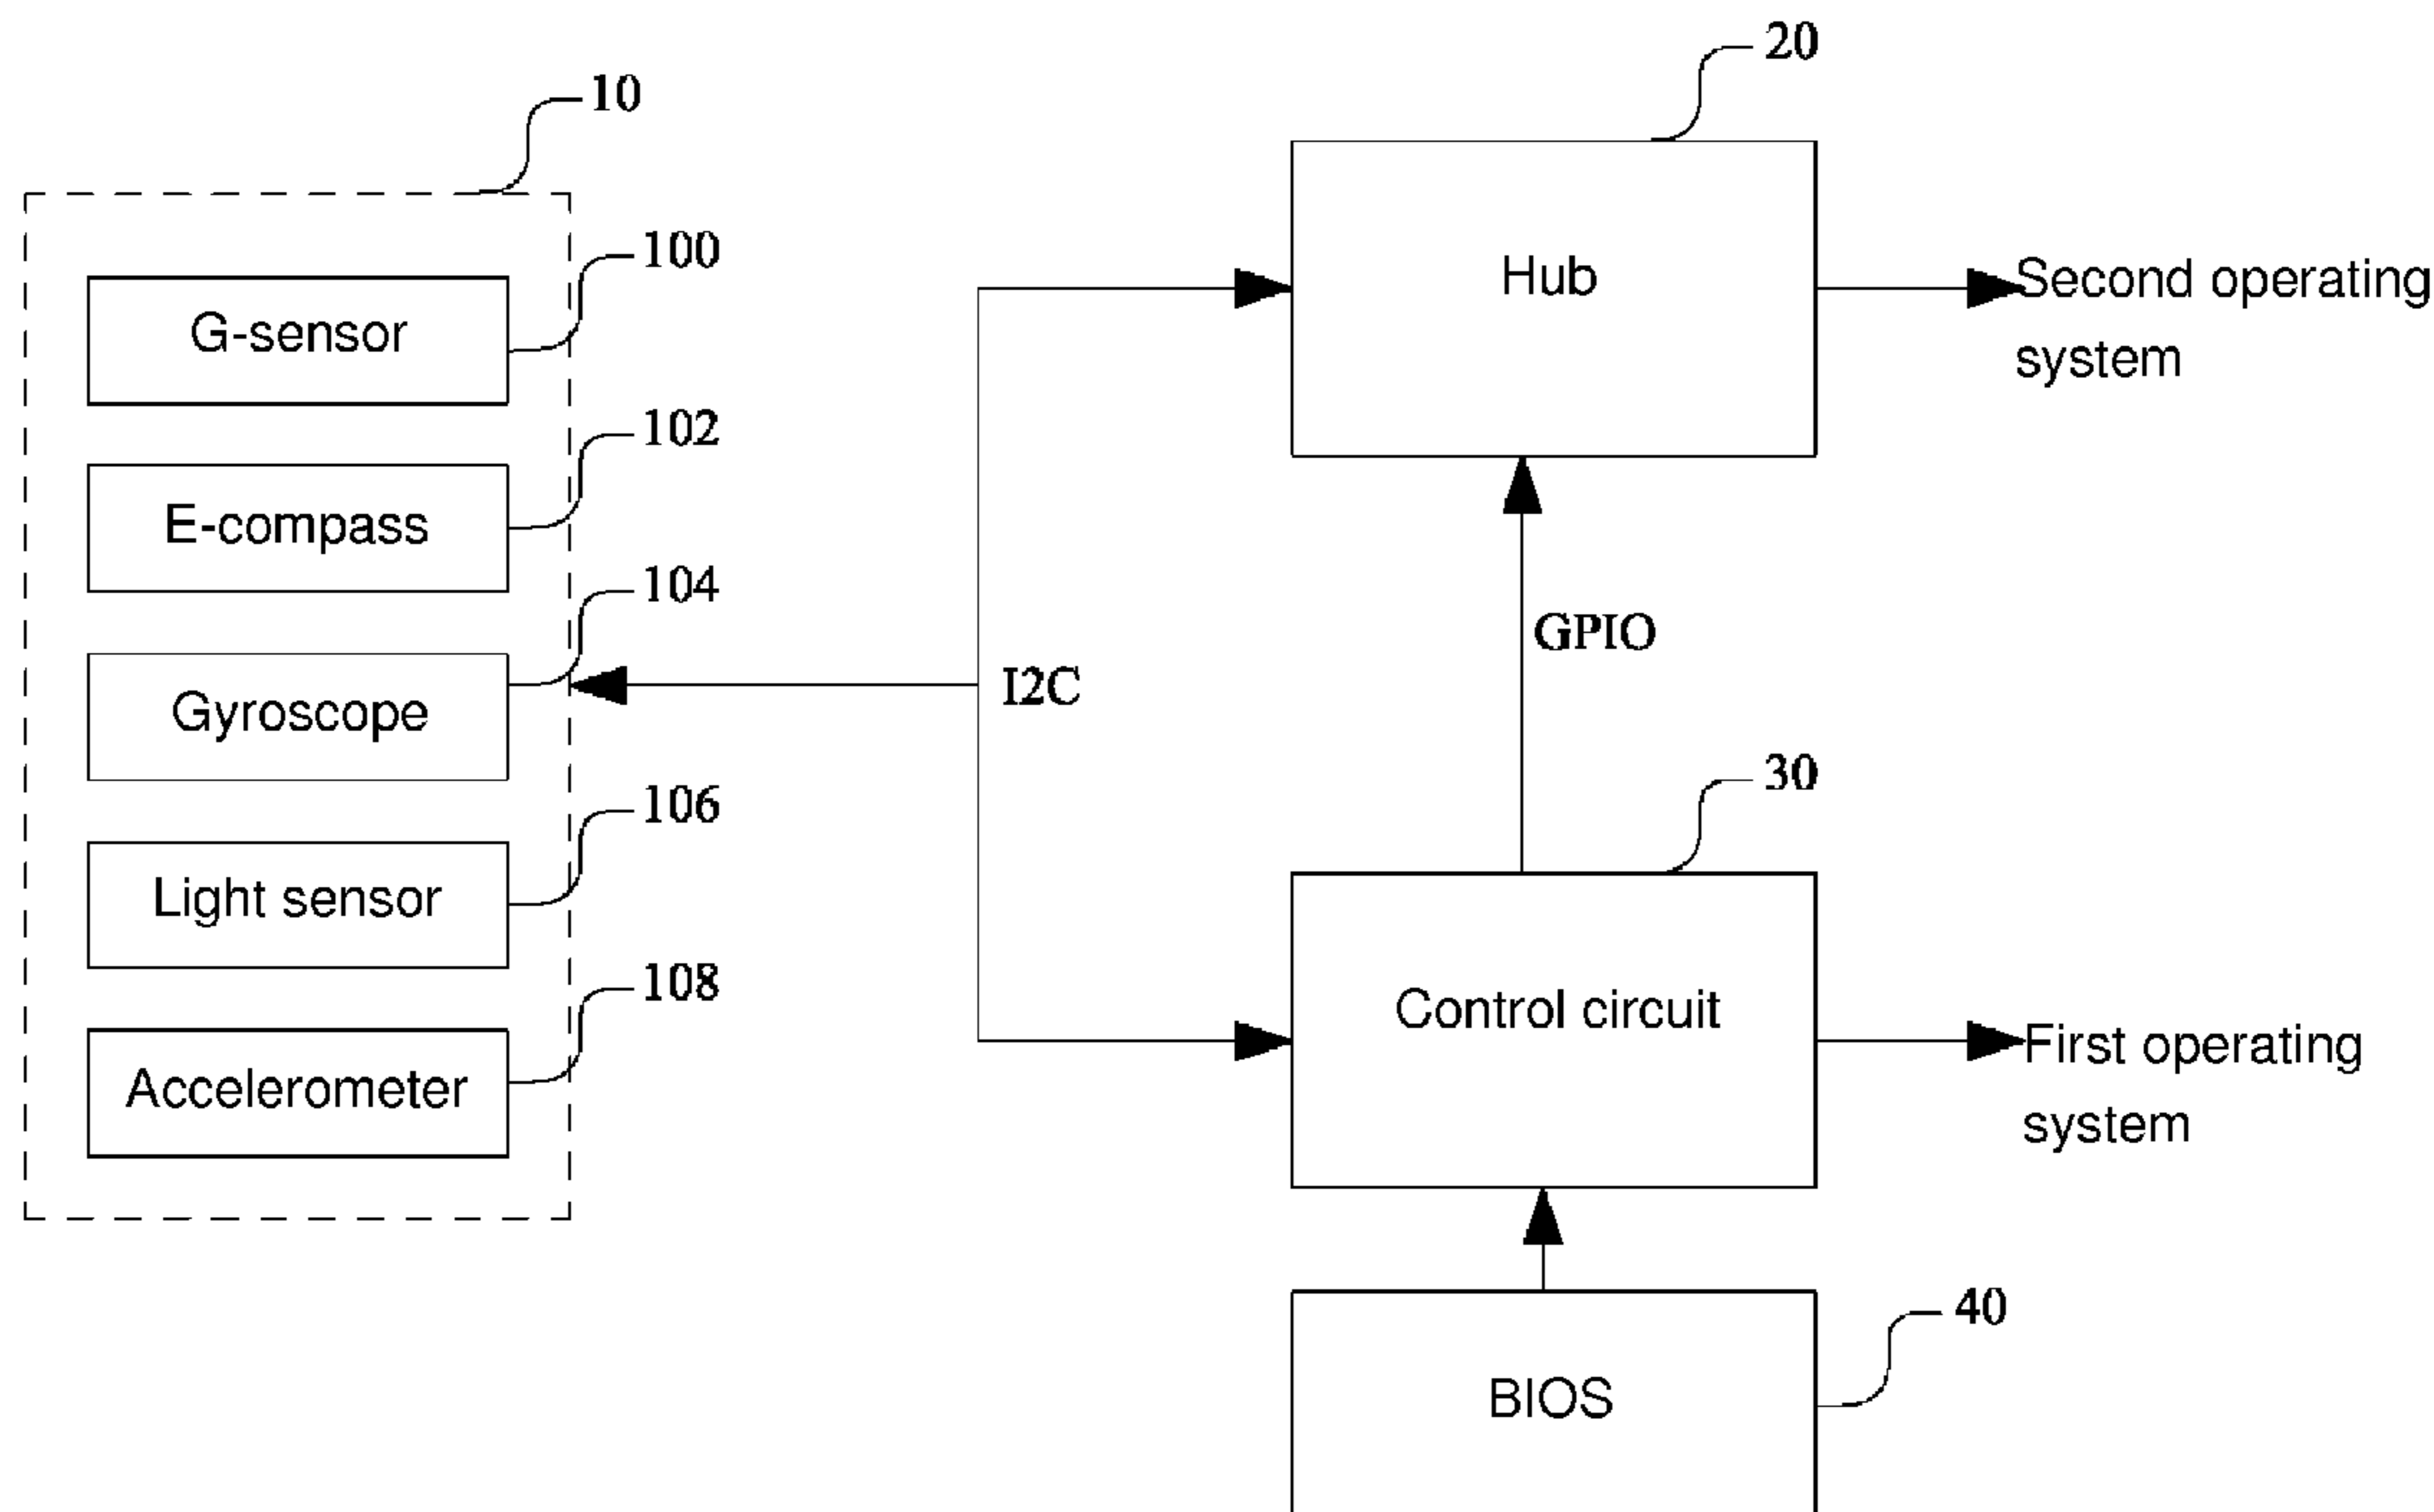 20
10
100
G-sensor
Hub
Second operating
system
102
E-compass
104
GPIO
I2C
Gyroscope
30
106
Light sensor
108
Control circuit
First operating
system
Accelerometer
40
BIOS